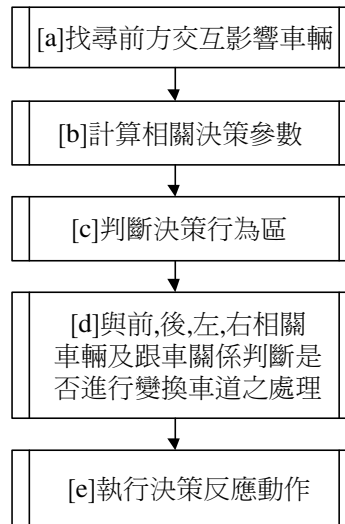 [a]找尋前方交互影響車輛
[b]計算相關決策參數
[c]判斷決策行為區
[d]與前,後,左,右相關
車輛及跟車關係判斷是
否進行變換車道之處理
[e]執行決策反應動作